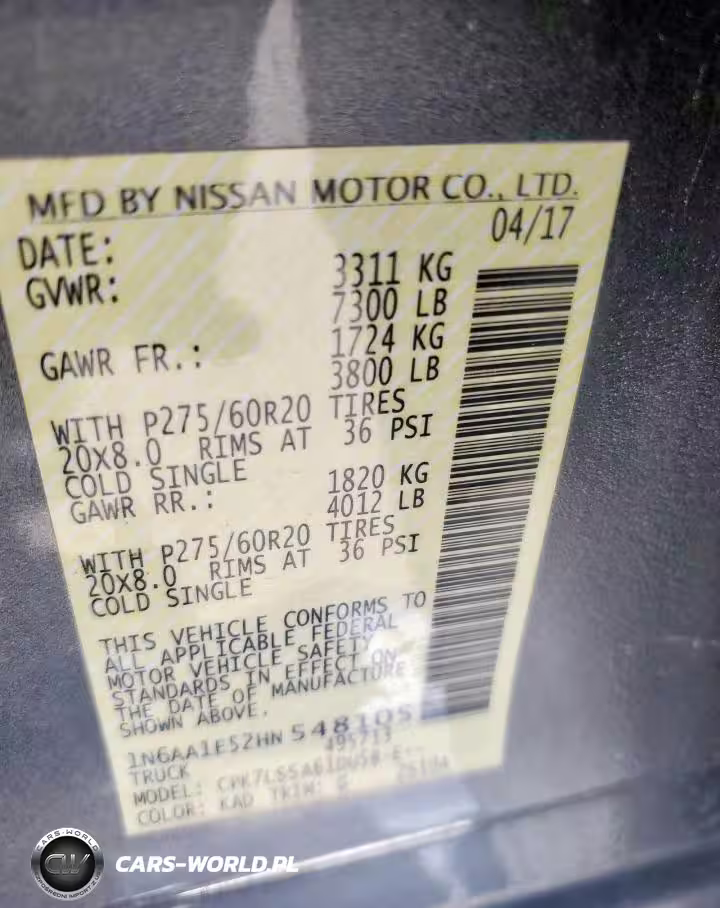 MFD BY NISSAN MOTOR CO., LTD.
DATE: 04/17
GVWR: 3311 KG
7300 LB
GAWR FR.: 1724 KG
3800 LB
WITH P275/60R20 TIRES
20X8.0 RIMS AT 36 PSI
COLD SINGLE
GAWR RR.: 1820 KG
4012 LB
WITH P275/60R20 TIRES
20X8.0 RIMS AT 36 PSI
COLD SINGLE
THIS VEHICLE CONFORMS TO
ALL APPLICABLE FEDERAL
MOTOR VEHICLE SAFETY
STANDARDS IN EFFECT ON
THE DATE OF MANUFACTURE
SHOWN ABOVE.
1N6AA1E52HN
TRUCK
MODEL:
COLOR: KAD TRIM: G
CARS-WORLD
CW
CARS-WORLD.PL